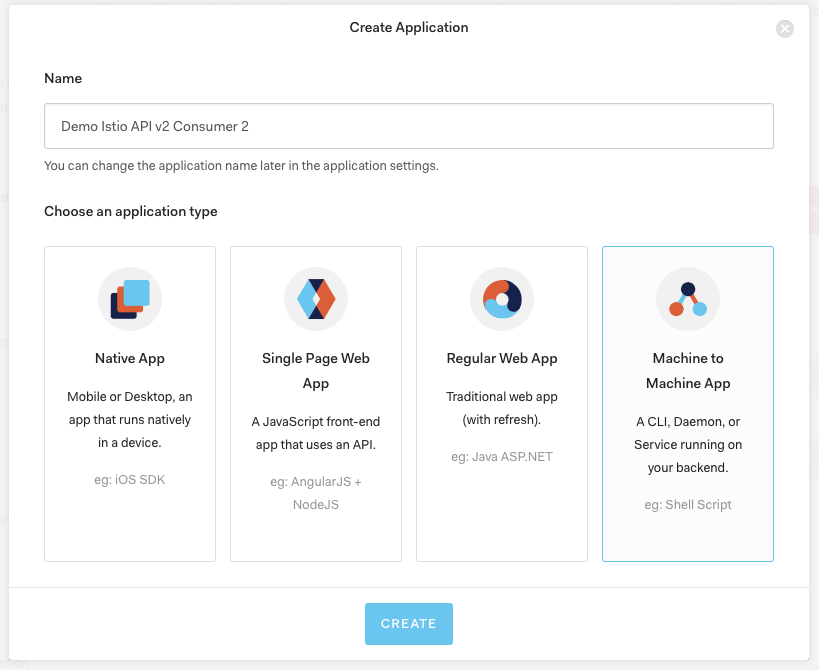 Create Application
Name
Demo Istio API v2 Consumer 2
You can change the application name later in the application settings.
Choose an application type
Native App
Mobile or Desktop, an
app that runs natively
in a device.
eg: iOS SDK
Single Page Web
App
A JavaScript front-end
app that uses an API.
eg: AngularJS +
NodeJS
Regular Web App
Traditional web app
(with refresh).
eg: Java ASP.NET
Machine to
Machine App
A CLI, Daemon, or
Service running on
your backend.
eg: Shell Script
CREATE